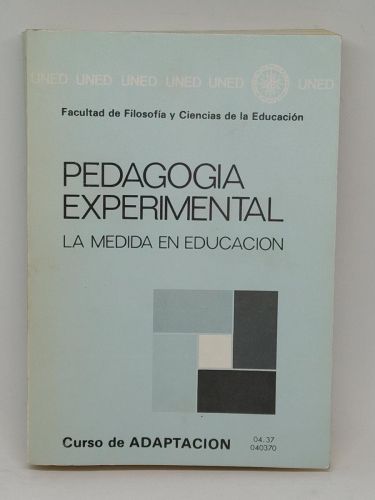 UNED UNED UNED UNED UNED UNED
Facultad de Filosofía y Ciencias de la Educación
PEDAGOGIA
EXPERIMENTAL
LA MEDIDA EN EDUCACION
Curso de ADAPTACION
04.37
040370